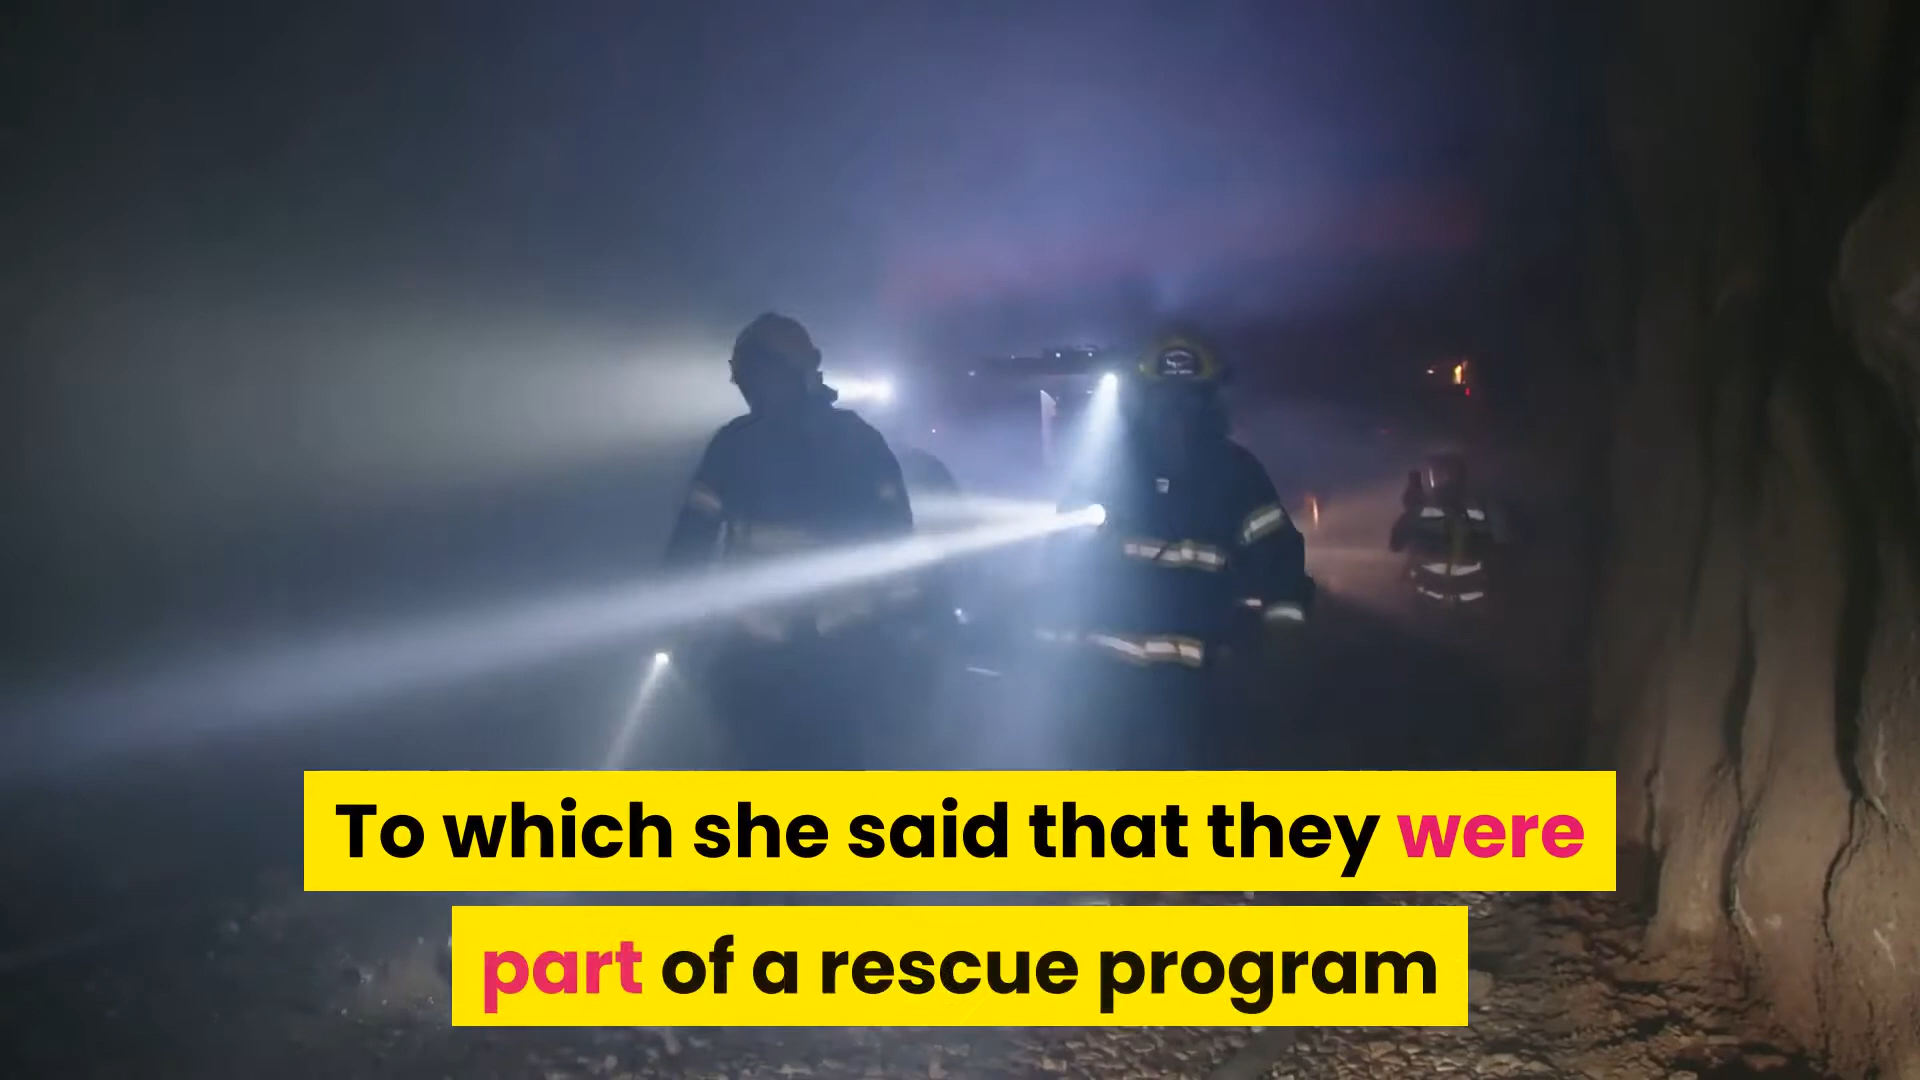 To which she said that they were
part of a rescue program